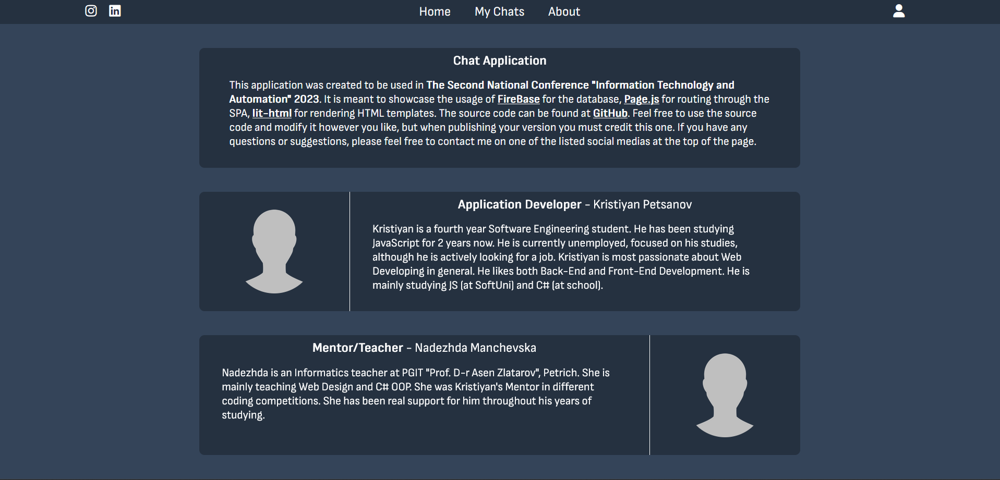 Home My Chats About
Chat Application
This application was created to be used in The Second National Conference "Information Technology and
Automation" 2023. It is meant to showcase the usage of FireBase for the database, Page.js for routing through the
SPA, lit-html for rendering HTML templates. The source code can be found at GitHub. Feel free to use the source
code and modify it however you like, but when publishing your version you must credit this one. If you have any
questions or suggestions, please feel free to contact me on one of the listed social medias at the top of the page.
Application Developer - Kristiyan Petsanov
Kristiyan is a fourth year Software Engineering student. He has been studying
JavaScript for 2 years now. He is currently unemployed, focused on his studies,
although he is actively looking for a job. Kristiyan is most passionate about Web
Developing in general. He likes both Back-End and Front-End Development. He is
mainly studying JS (at SoftUni) and C# (at school).
Mentor/Teacher - Nadezhda Manchevska
Nadezhda is an Informatics teacher at PGIT "Prof. D-r Asen Zlatarov", Petrich. She is
mainly teaching Web Design and C# OOP. She was Kristiyan's Mentor in different
coding competitions. She has been real support for him throughout his years of
studying.